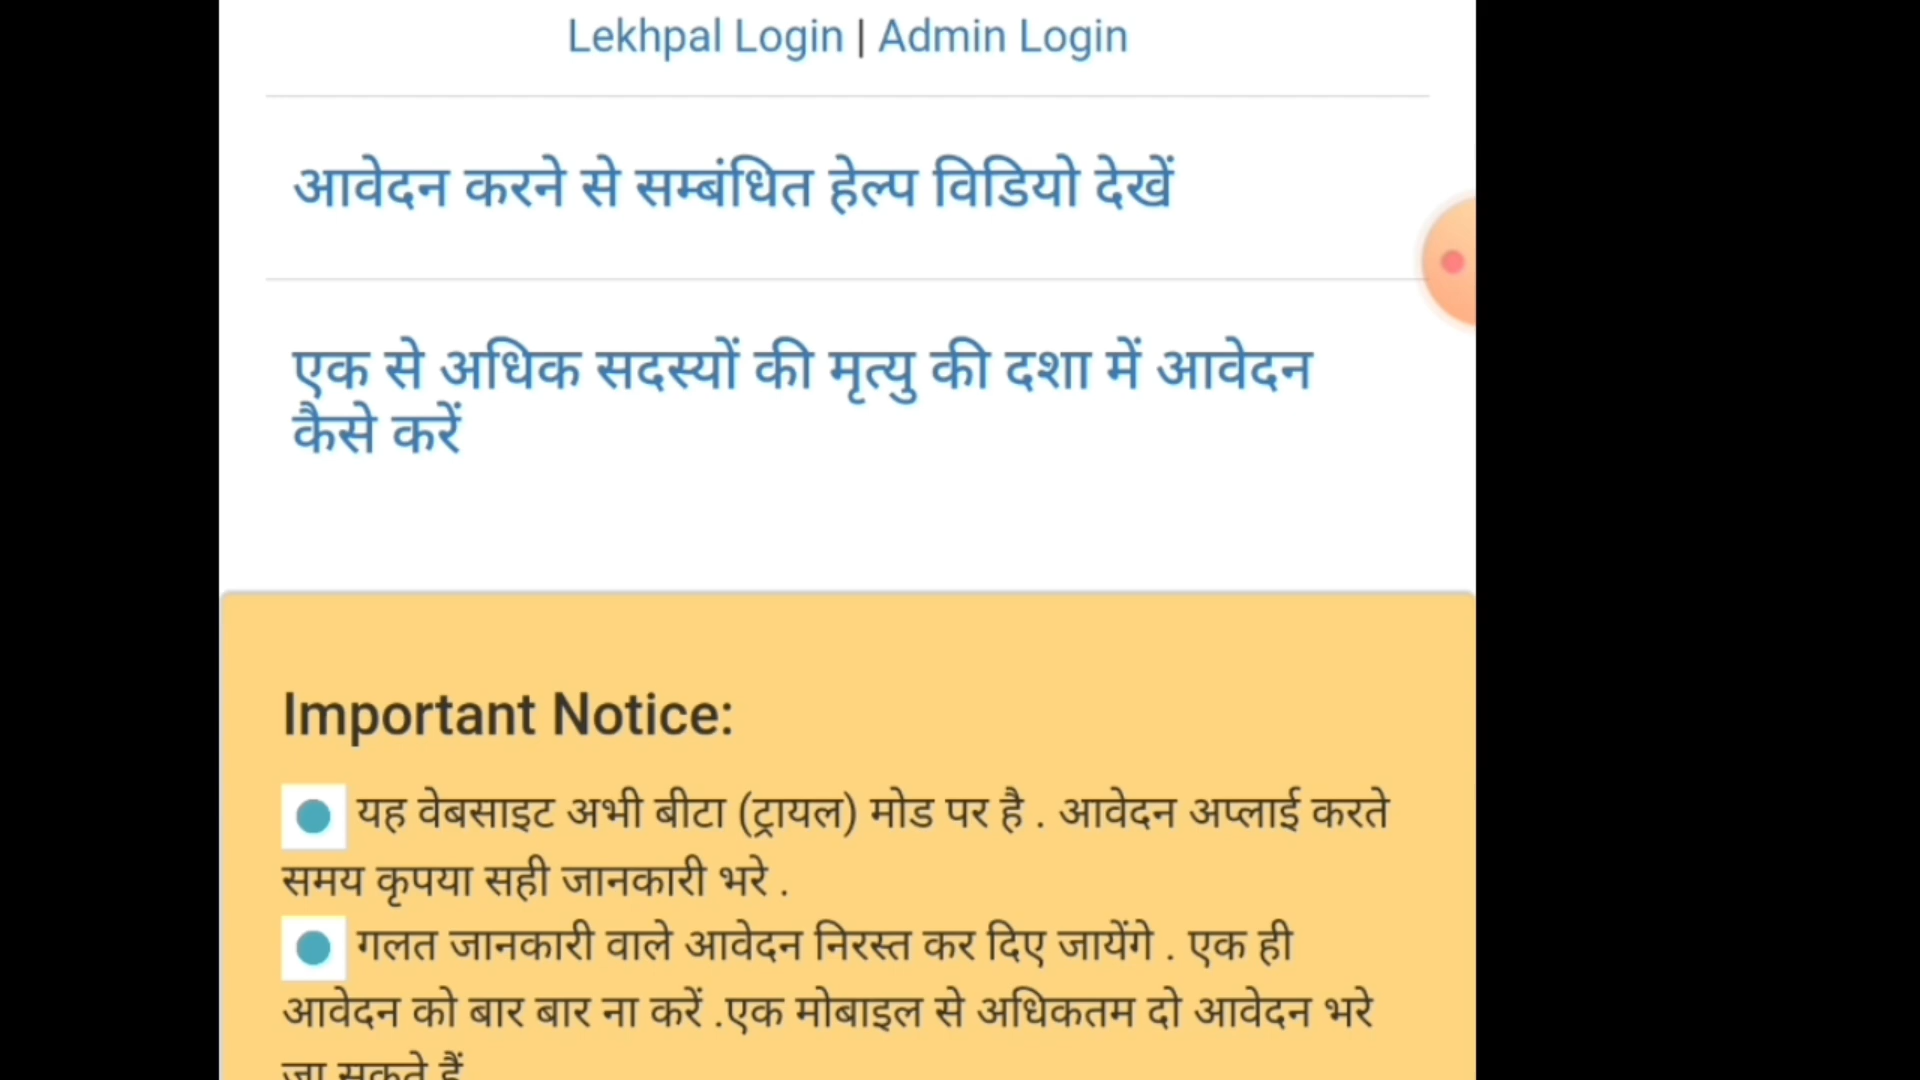 Lekhpal Login | Admin Login
आवेदन करने से सम्बंधित हेल्प विडियो देखें
एक से अधिक सदस्यों की मृत्यु की दशा में आवेदन
कैसे करें
Important Notice:
यह वेबसाइट अभी बीटा (ट्रायल) मोड पर है . आवेदन अप्लाई करते
समय कृपया सही जानकारी भरे .
गलत जानकारी वाले आवेदन निरस्त कर दिए जायेंगे . एक ही
आवेदन को बार बार ना करें .एक मोबाइल से अधिकतम दो आवेदन भरे
जा सकते हैं